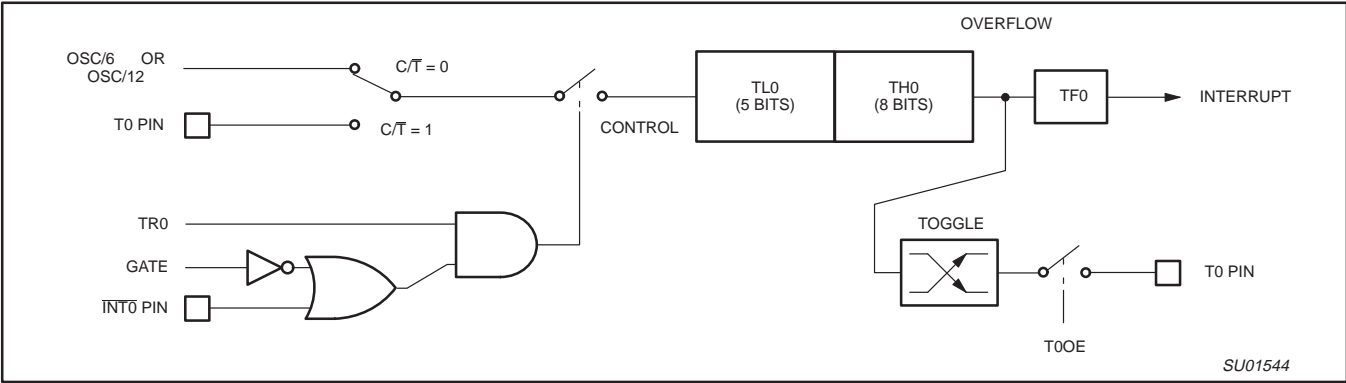 OVERFLOW
OSC/6 OR
OSC/12
C/T̅ = 0
TL0
(5 BITS)
TH0
(8 BITS)
TF0
INTERRUPT
T0 PIN
C/T̅ = 1
CONTROL
TR0
TOGGLE
GATE
T0 PIN
I̅N̅T̅0̅ PIN
T0OE
SU01544